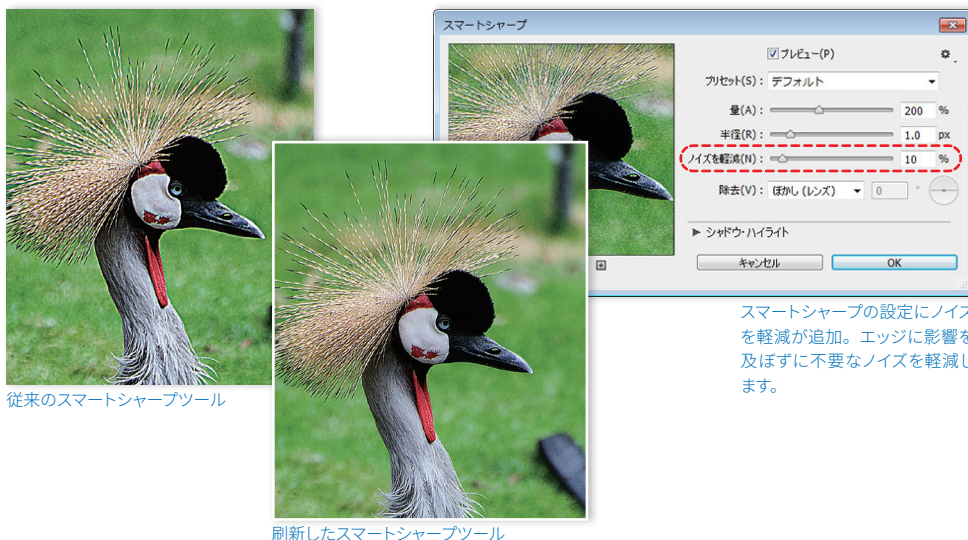 スマートシャープ
プレビュー(P)
プリセット(S): デフォルト
量(A): 200 %
半径(R): 1.0 px
ノイズを軽減(N): 10 %
除去(V): ぼかし (レンズ) 0 °
▶ シャドウ・ハイライト
キャンセル OK
スマートシャープの設定にノイズ
を軽減が追加。エッジに影響を
及ぼずに不要なノイズを軽減し
ます。
従来のスマートシャープツール
刷新したスマートシャープツール